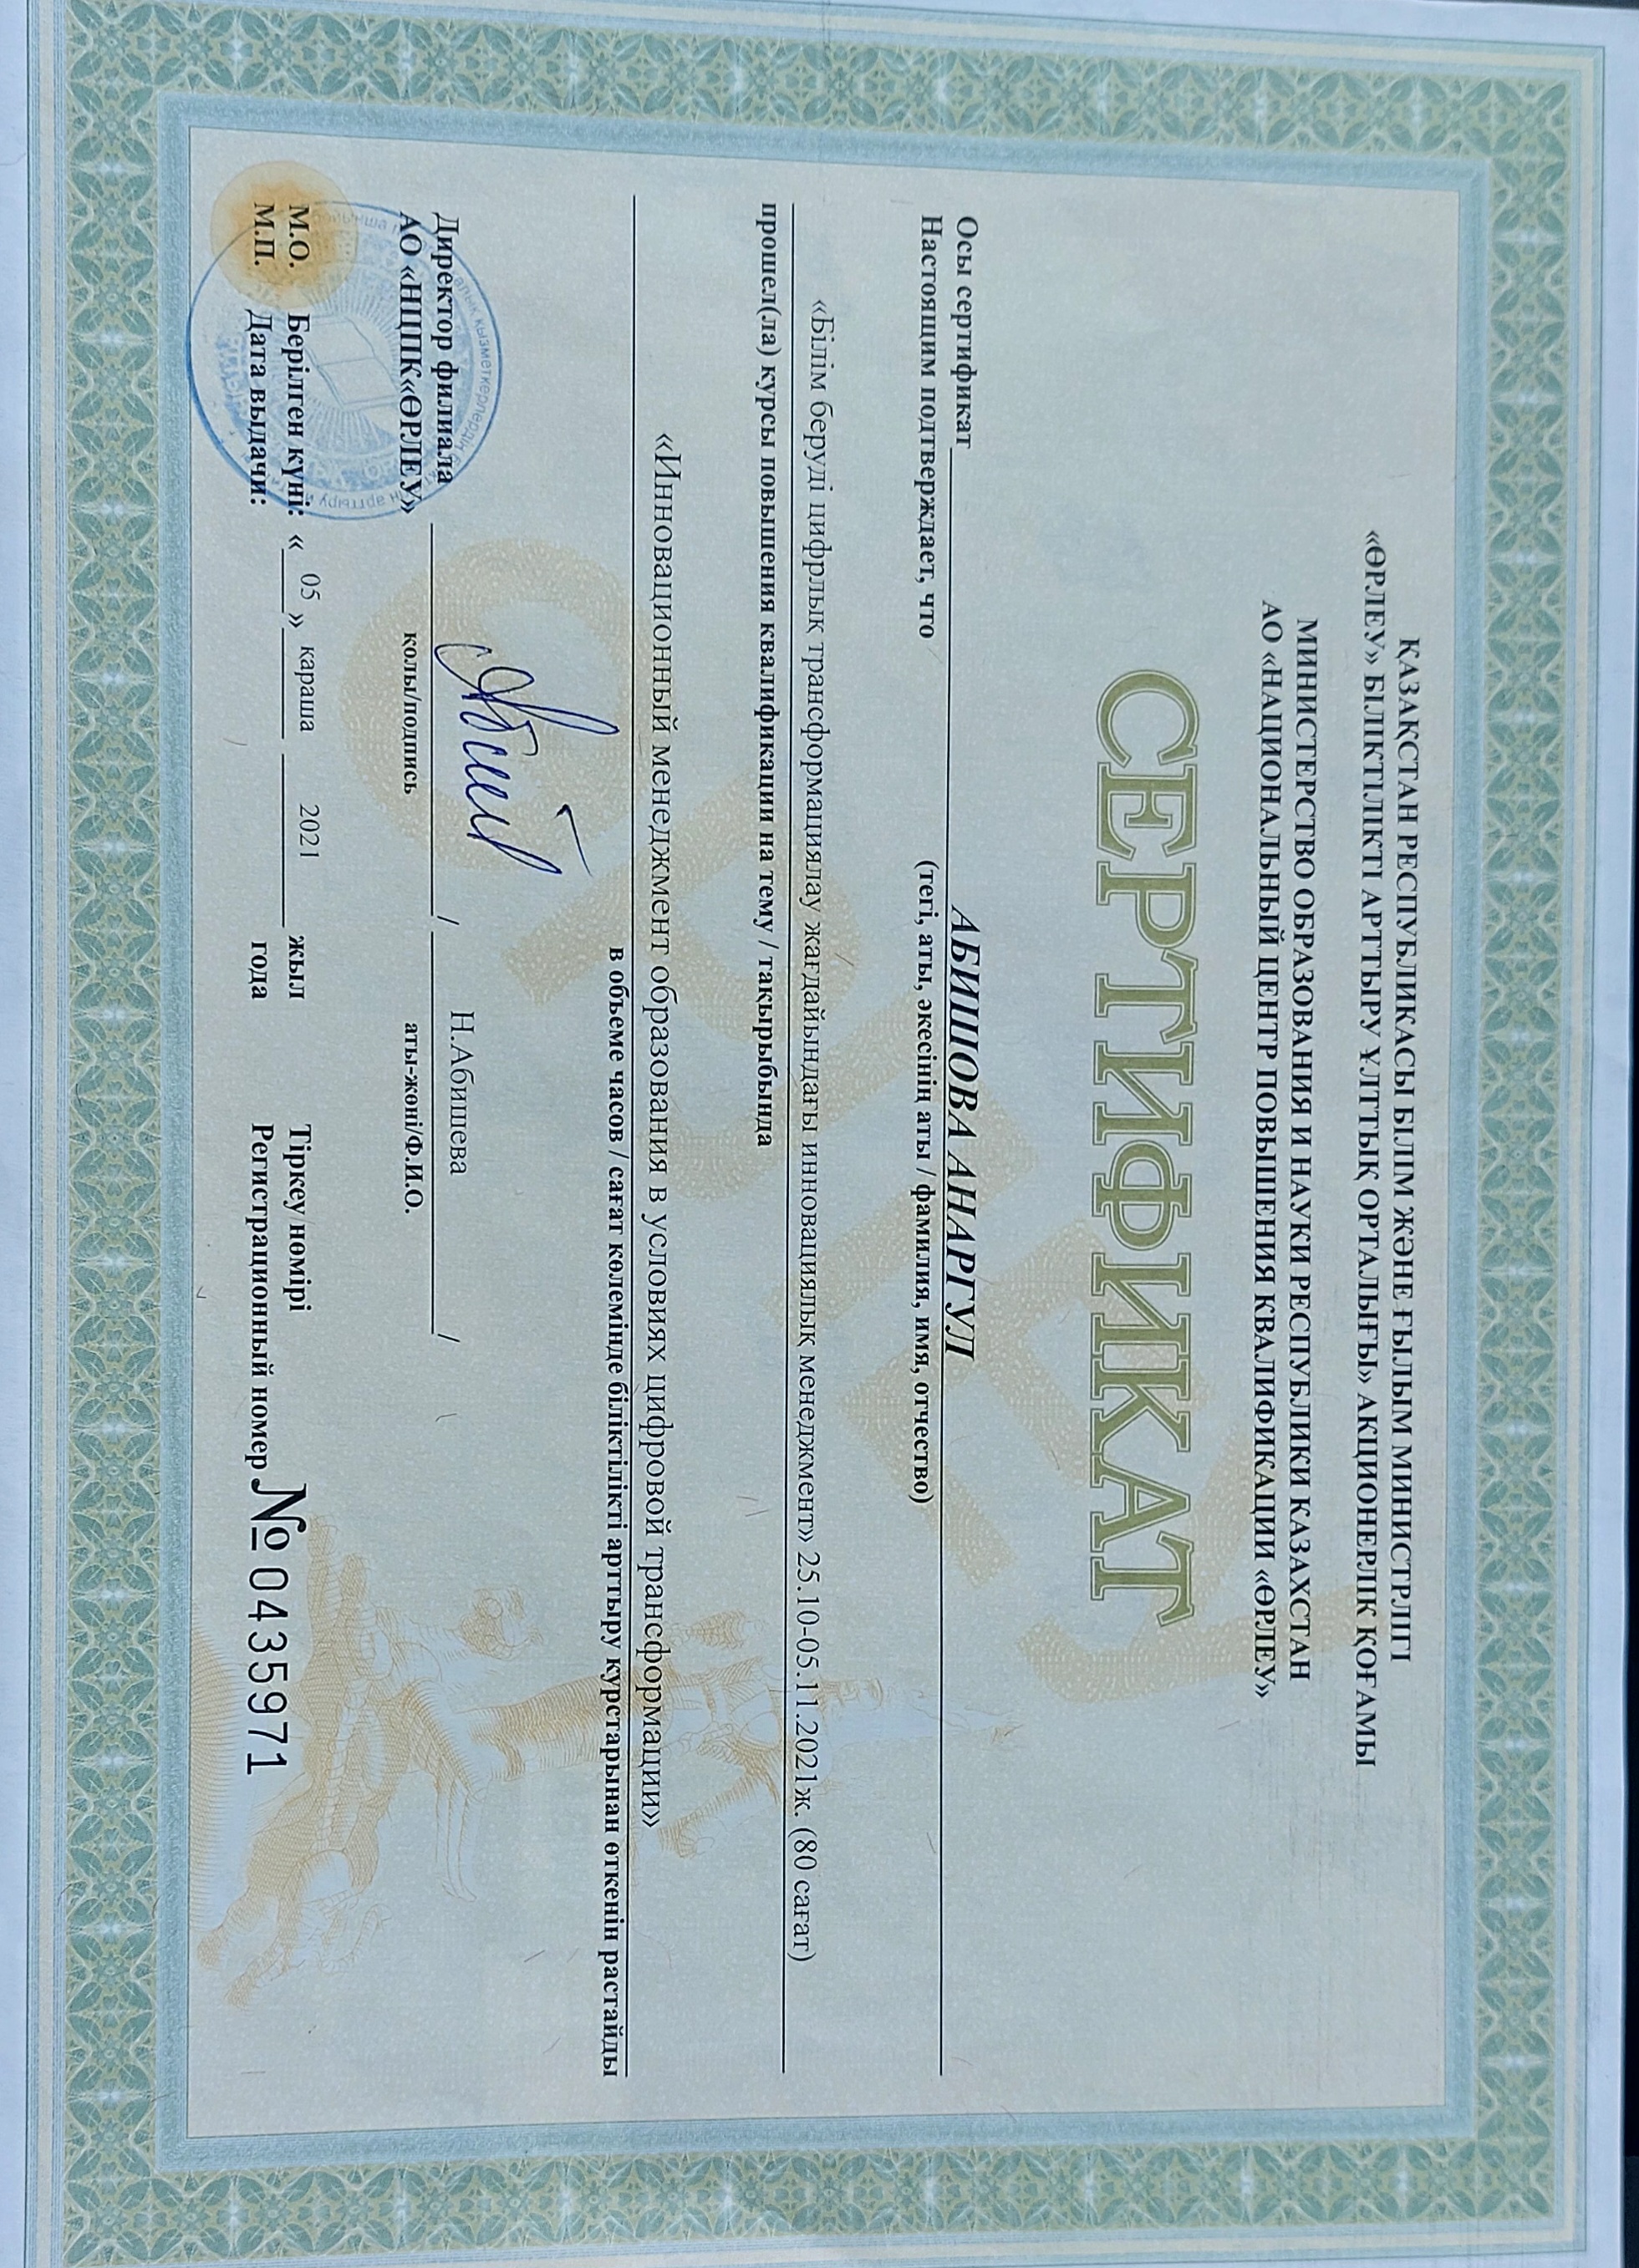 ҚАЗАҚСТАН РЕСПУБЛИКАСЫ БІЛІМ ЖӘНЕ ҒЫЛЫМ МИНИСТРЛІГІ
«ӨРЛЕУ» БІЛІКТІЛІКТІ АРТТЫРУ ҰЛТТЫҚ ОРТАЛЫҒЫ» АКЦИОНЕРЛІК ҚОҒАМЫ
МИНИСТЕРСТВО ОБРАЗОВАНИЯ И НАУКИ РЕСПУБЛИКИ КАЗАХСТАН
АО «НАЦИОНАЛЬНЫЙ ЦЕНТР ПОВЫШЕНИЯ КВАЛИФИКАЦИИ «ӨРЛЕУ»
СЕРТИФИКАТ
Осы сертификат АБИШОВА АНАРГУЛ
Настоящим подтверждает, что (тегі, аты, әкесінің аты / фамилия, имя, отчество)
«Білім беруді цифрлық трансформациялау жағдайындағы инновациялық менеджмент» 25.10-05.11.2021ж. (80 сағат)
прошел(ла) курсы повышения квалификации на тему / тақырыбында
«Инновационный менеджмент образования в условиях цифровой трансформации»
в объеме часов / сағат көлемінде біліктілікті арттыру курстарынан өткенін растайды
Директор филиала
АО «НЦПК«ӨРЛЕУ» / Н.Абишева /
қолы/подпись аты-жөні/Ф.И.О.
М.О. Берілген күні: « 05 » караша 2021 жыл Тіркеу нөмірі
М.П. Дата выдачи: года Регистрационный номер № 0435971